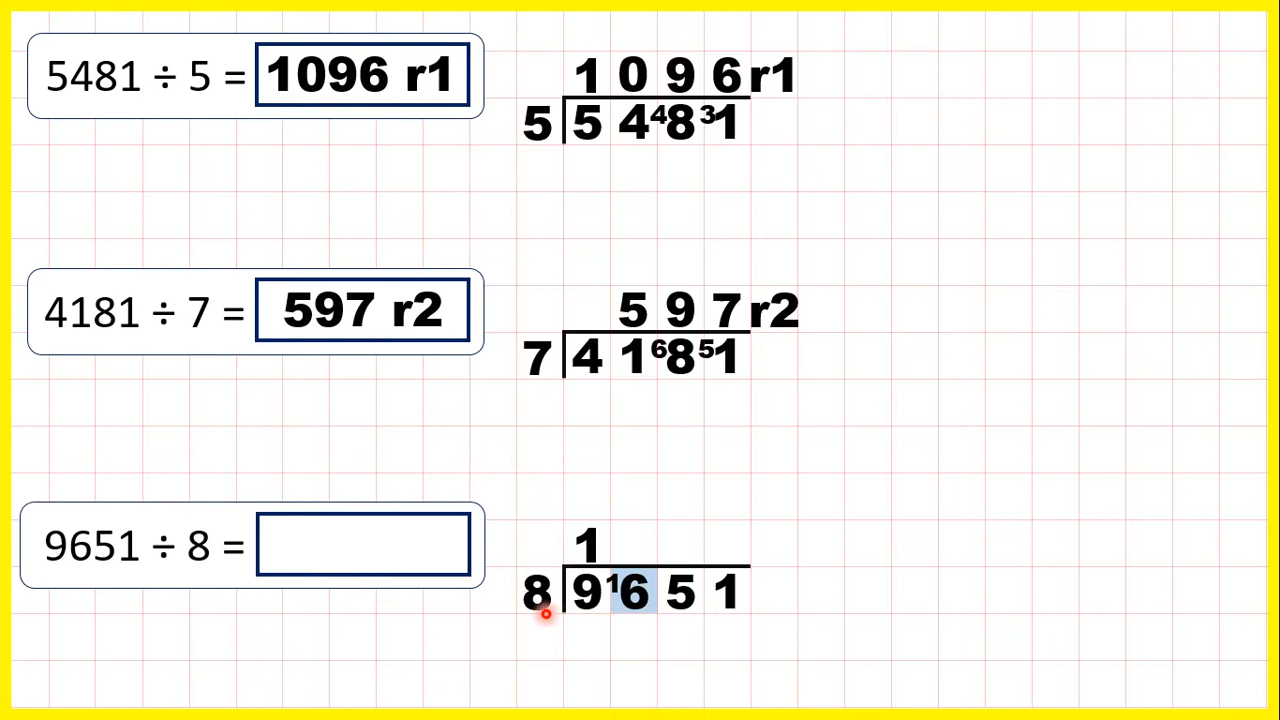 5481 ÷ 5 = 1096 r1
1 0 9 6 r1
5 5 4 ⁴8 ³1
4181 ÷ 7 = 597 r2
5 9 7 r2
7 4 1 ⁶8 ⁵1
9651 ÷ 8 =
1
8 9 ¹6 5 1